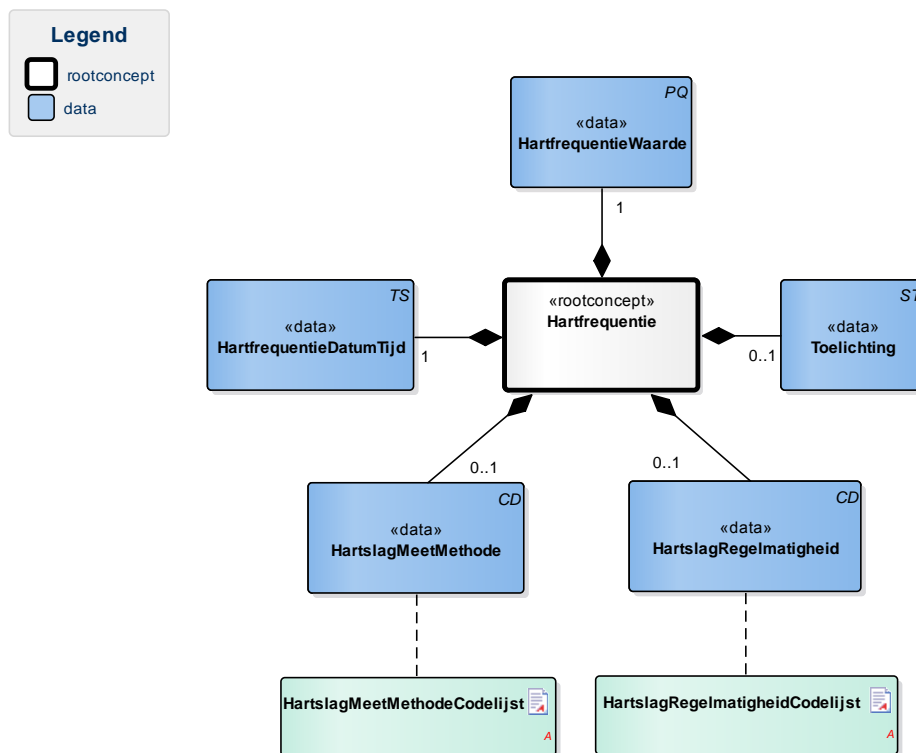 Legend
rootconcept
data
PQ
«data»
HartfrequentieWaarde
1
TS
«data»
HartfrequentieDatumTijd
1
«rootconcept»
Hartfrequentie
ST
«data»
Toelichting
0..1
0..1
0..1
CD
«data»
HartslagMeetMethode
CD
«data»
HartslagRegelmatigheid
HartslagMeetMethodeCodelijst
A
HartslagRegelmatigheidCodelijst
A